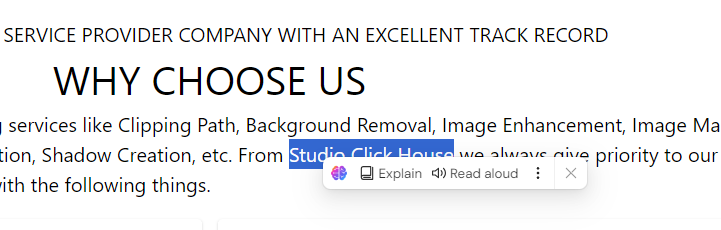 SERVICE PROVIDER COMPANY WITH AN EXCELLENT TRACK RECORD
WHY CHOOSE US
services like Clipping Path, Background Removal, Image Enhancement, Image Ma
tion, Shadow Creation, etc. From Studio Click House we always give priority to our
with the following things.
Explain Read aloud